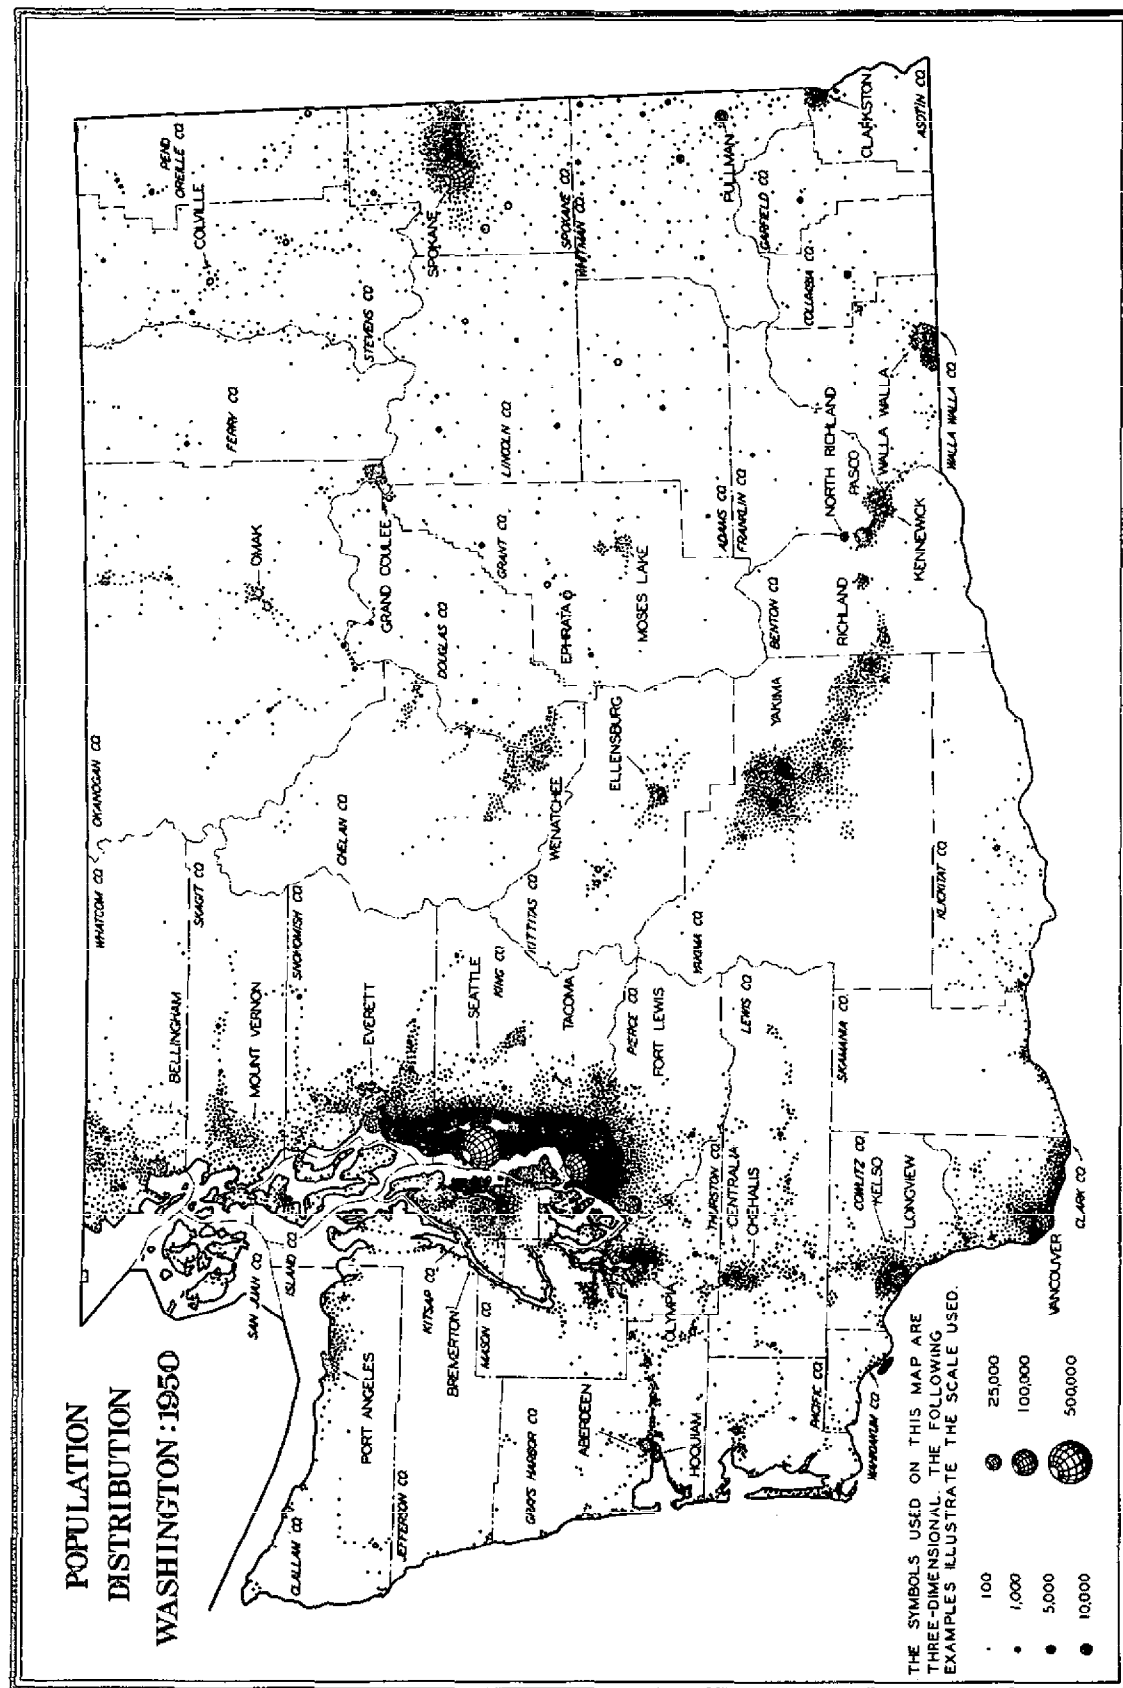 POPULATION
DISTRIBUTION
WASHINGTON:1950
WHATCOM CO.
OKANOGAN CO.
PEND
OREILLE CO.
COLVILLE
BELLINGHAM
SKAGIT CO.
MOUNT VERNON
SAN JUAN CO.
ISLAND CO.
SNOHOMISH CO.
OMAK
FERRY CO.
STEVENS CO.
CLALLAM CO.
PORT ANGELES
EVERETT
CHELAN CO.
GRAND COULEE
SPOKANE
JEFFERSON CO.
KITSAP CO.
BREMERTON
DOUGLAS CO.
MASON CO.
SEATTLE
KING CO.
GRANT CO.
LINCOLN CO.
GRAYS HARBOR CO.
KITTITAS CO.
WENATCHEE
EPHRATA
SPOKANE CO.
WHITMAN CO.
ABERDEEN
TACOMA
ELLENSBURG
MOSES LAKE
PIERCE CO.
FORT LEWIS
OLYMPIA
HOQUIAM
YAKIMA CO.
THURSTON CO.
CENTRALIA
CHEHALIS
LEWIS CO.
ADAMS CO.
FRANKLIN CO.
PULLMAN
GARFIELD CO.
YAKIMA
BENTON CO.
COLUMBIA CO.
PACIFIC CO.
SKAMANIA CO.
RICHLAND
NORTH RICHLAND
PASCO
CLARKSTON
WAHKIAKUM CO.
COWLITZ CO.
KELSO
LONGVIEW
WALLA WALLA
KENNEWICK
KLICKITAT CO.
ASOTIN CO.
WALLA WALLA CO.
VANCOUVER
CLARK CO.
THE SYMBOLS USED ON THIS MAP ARE
THREE-DIMENSIONAL. THE FOLLOWING
EXAMPLES ILLUSTRATE THE SCALE USED.
100
25,000
1,000
100,000
5,000
10,000
500,000